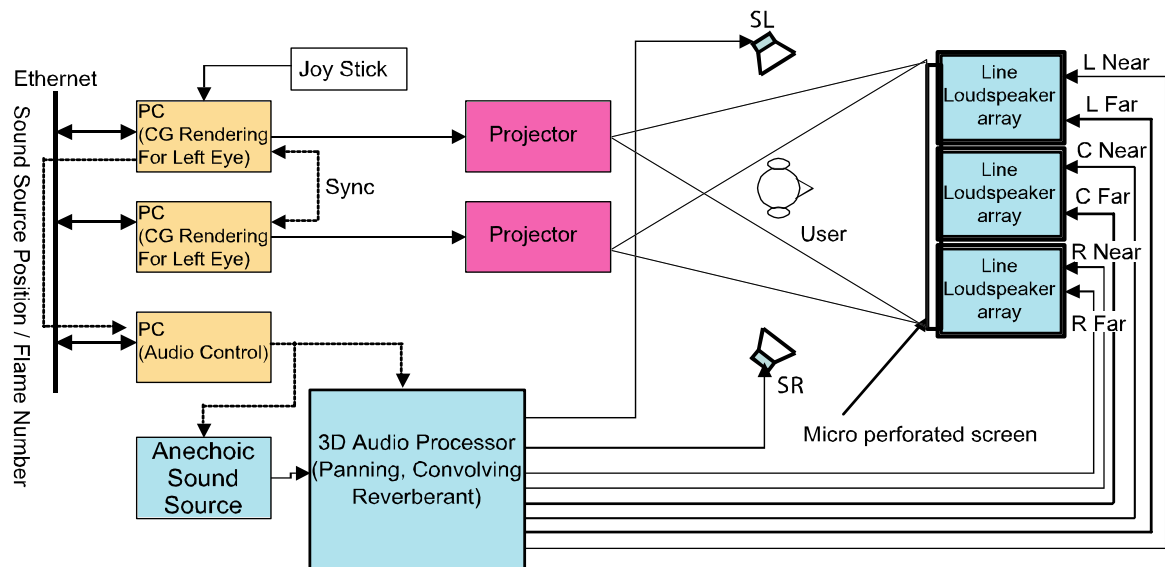 SL
Ethernet
Joy Stick
Line
Loudspeaker
array
L Near
L Far
PC
(CG Rendering
For Left Eye)
Projector
Sync
C Near
Line
Loudspeaker
array
C Far
PC
(CG Rendering
For Left Eye)
Projector
User
R Near
Line
Loudspeaker
array
R Far
Sound Source Position / Flame Number
PC
(Audio Control)
SR
Micro perforated screen
Anechoic
Sound
Source
3D Audio Processor
(Panning, Convolving
Reverberant)